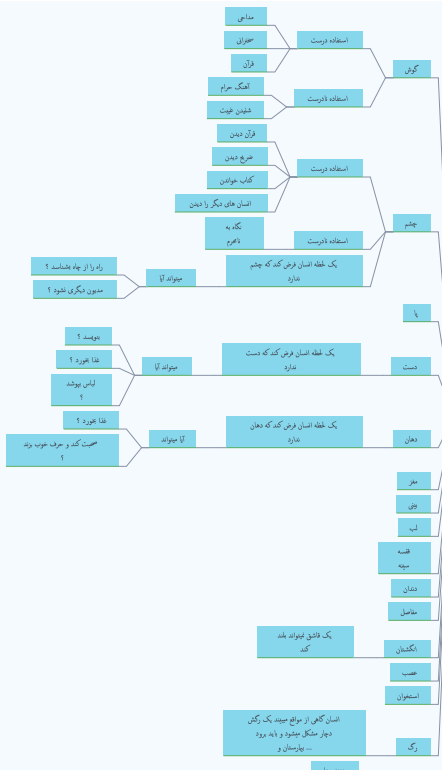 گوش
استفاده درست
مداحی
سخنرانی
قرآن
استفاده نادرست
آهنگ حرام
شنیدن غیبت
چشم
استفاده درست
قرآن دیدن
ضریح دیدن
کتاب خواندن
انسان های دیگر را دیدن
استفاده نادرست
نگاه به
نامحرم
یک لحظه انسان فرض کند که چشم
ندارد
میتواند آیا
راه را از چاه بشناسد ؟
مدیون دیگری نشود ؟
پا
دست
یک لحظه انسان فرض کند که دست
ندارد
میتواند آیا
بنویسد ؟
غذا بخورد ؟
لباس بپوشد
؟
دهان
یک لحظه انسان فرض کند که دهان
ندارد
آیا میتواند
غذا بخورد ؟
صحبت کند و حرف خوب بزند
؟
مغز
بینی
لب
قفسه
سینه
دندان
مفاصل
انگشتان
یک قاشق نمیتواند بلند
کند
عصب
استخوان
رگ
انسان گاهی از مواقع میبیند یک رگش
دچار مشکل میشود و باید برود
بیمارستان و ...